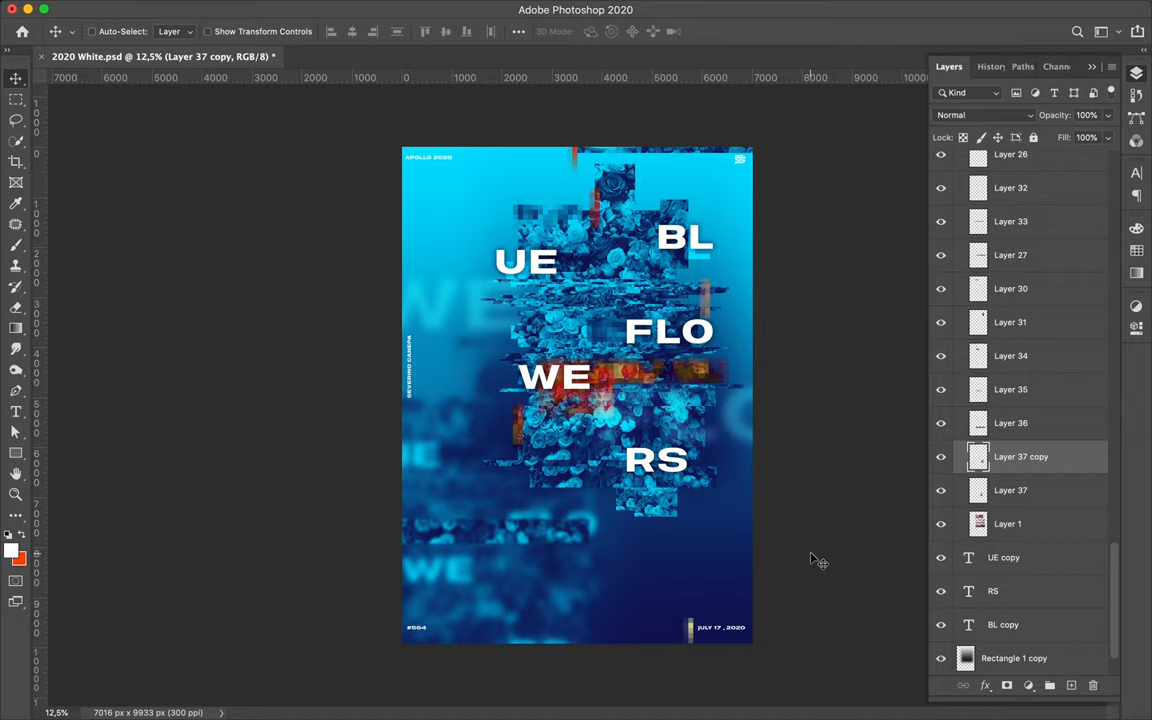 Adobe Photoshop 2020
Auto-Select:
Layer
Show Transform Controls
3D Mode:
2020 White.psd @ 12,5% (Layer 37 copy, RGB/8) *
7000
6000
5000
4000
3000
2000
1000
0
1000
2000
3000
4000
5000
6000
7000
8000
9000
Layers
Paths
Kind
Normal
Opacity:
100%
Lock:
Fill:
100%
Layer 26
Layer 32
Layer 33
Layer 27
Layer 30
Layer 31
Layer 34
Layer 35
Layer 36
Layer 37 copy
Layer 37
Layer 1
UE copy
RS
BL copy
Rectangle 1 copy
APOLLO 2020
BL
UE
FLO
WE
RS
WE
UE
WE
SEVERINO CANEPA
#564
JULY 17 , 2020
12,5%
7016 px x 9933 px (300 ppi)